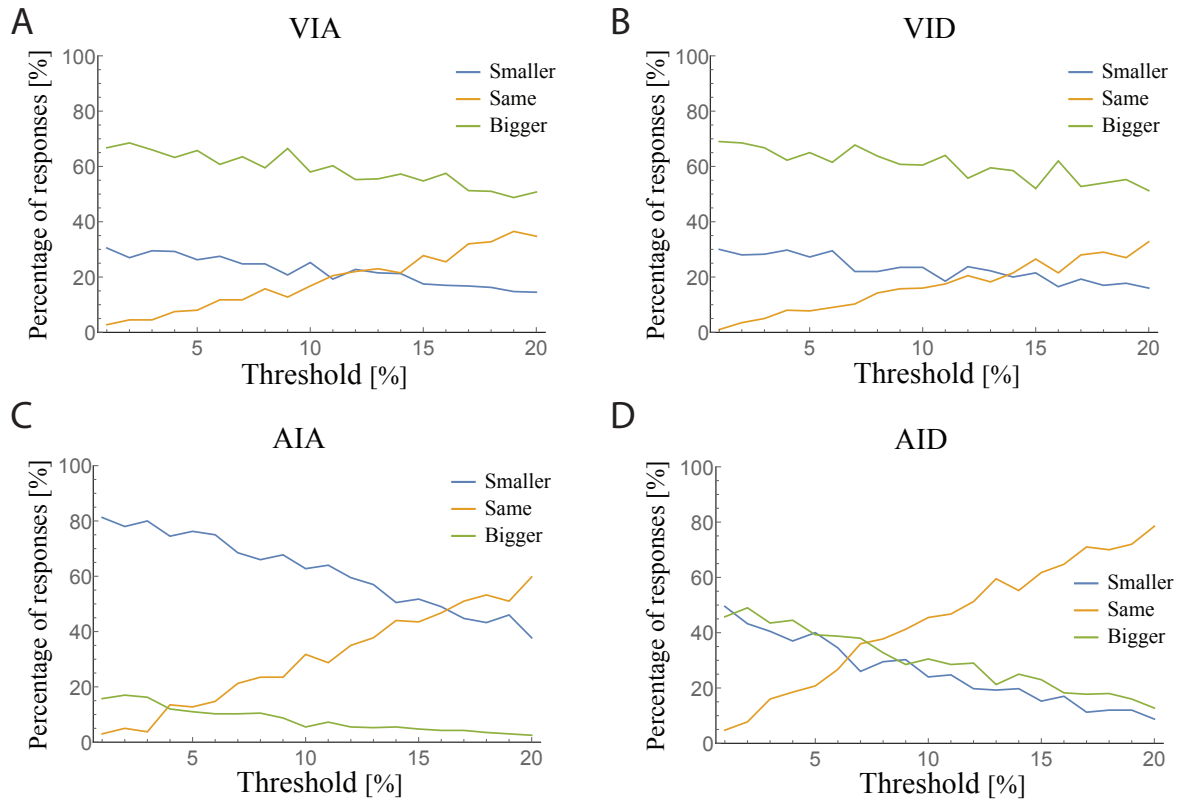 A
VIA
Percentage of responses [%]
100
80
60
40
20
0
5
10
15
20
Threshold [%]
Smaller
Same
Bigger
B
VID
Percentage of responses [%]
100
80
60
40
20
0
5
10
15
20
Threshold [%]
Smaller
Same
Bigger
C
AIA
Percentage of responses [%]
100
80
60
40
20
0
5
10
15
20
Threshold [%]
Smaller
Same
Bigger
D
AID
Percentage of responses [%]
100
80
60
40
20
0
5
10
15
20
Threshold [%]
Smaller
Same
Bigger